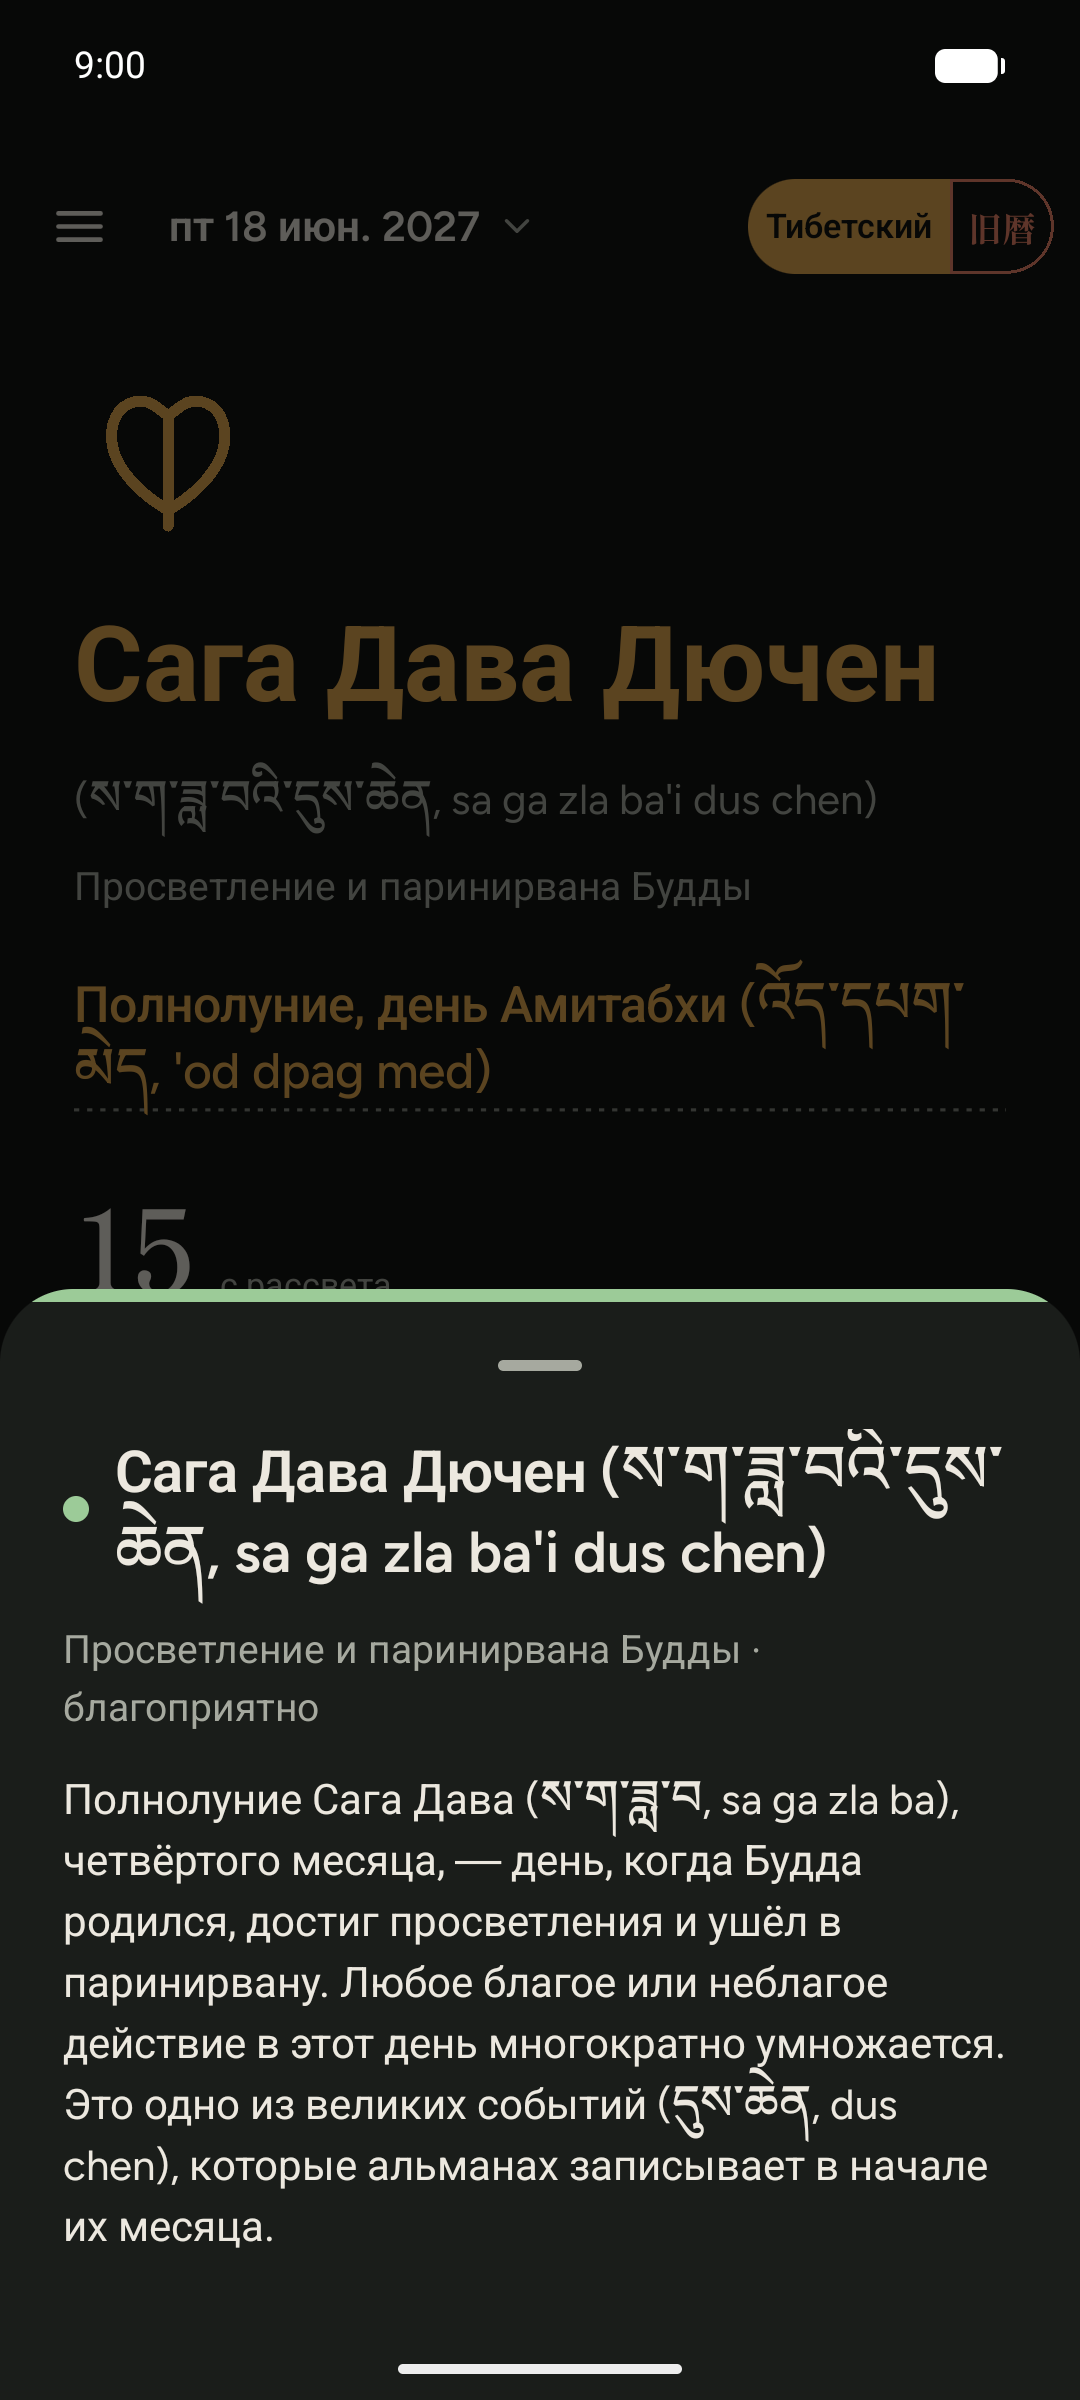 9:00
пт 18 июн. 2027
Тибетский 旧暦
Сага Дава Дючен
(ས་ག་ཟླ་བའི་དུས་ཆེན, sa ga zla ba'i dus chen)
Просветление и паринирвана Будды
Полнолуние, день Амитабхи (འོད་དཔག་
མེད, 'od dpag med)
15 с рассвета
Сага Дава Дючен (ས་ག་ཟླ་བའི་དུས་
ཆེན, sa ga zla ba'i dus chen)
Просветление и паринирвана Будды ·
благоприятно
Полнолуние Сага Дава (ས་ག་ཟླ་བ, sa ga zla ba),
четвёртого месяца, — день, когда Будда
родился, достиг просветления и ушёл в
паринирвану. Любое благое или неблагое
действие в этот день многократно умножается.
Это одно из великих событий (དུས་ཆེན, dus
chen), которые альманах записывает в начале
их месяца.